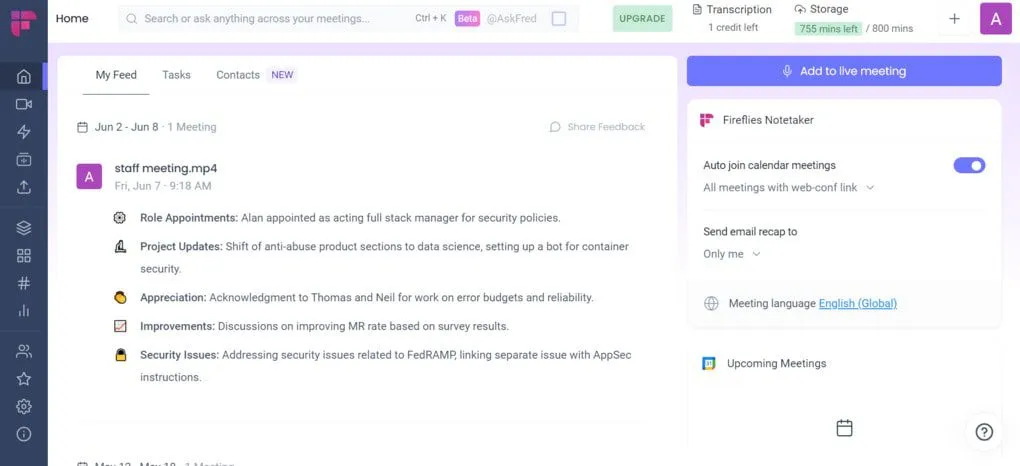 Home
Search or ask anything across your meetings...
Ctrl + K
Beta
@AskFred
UPGRADE
Transcription
1 credit left
Storage
755 mins left / 800 mins
A
My Feed
Tasks
Contacts NEW
Add to live meeting
Jun 2 - Jun 8 · 1 Meeting
Share Feedback
A
staff meeting.mp4
Fri, Jun 7 · 9:18 AM
Role Appointments: Alan appointed as acting full stack manager for security policies.
Project Updates: Shift of anti-abuse product sections to data science, setting up a bot for container
security.
Appreciation: Acknowledgment to Thomas and Neil for work on error budgets and reliability.
Improvements: Discussions on improving MR rate based on survey results.
Security Issues: Addressing security issues related to FedRAMP, linking separate issue with AppSec
instructions.
Fireflies Notetaker
Auto join calendar meetings
All meetings with web-conf link
Send email recap to
Only me
Meeting language English (Global)
31
Upcoming Meetings